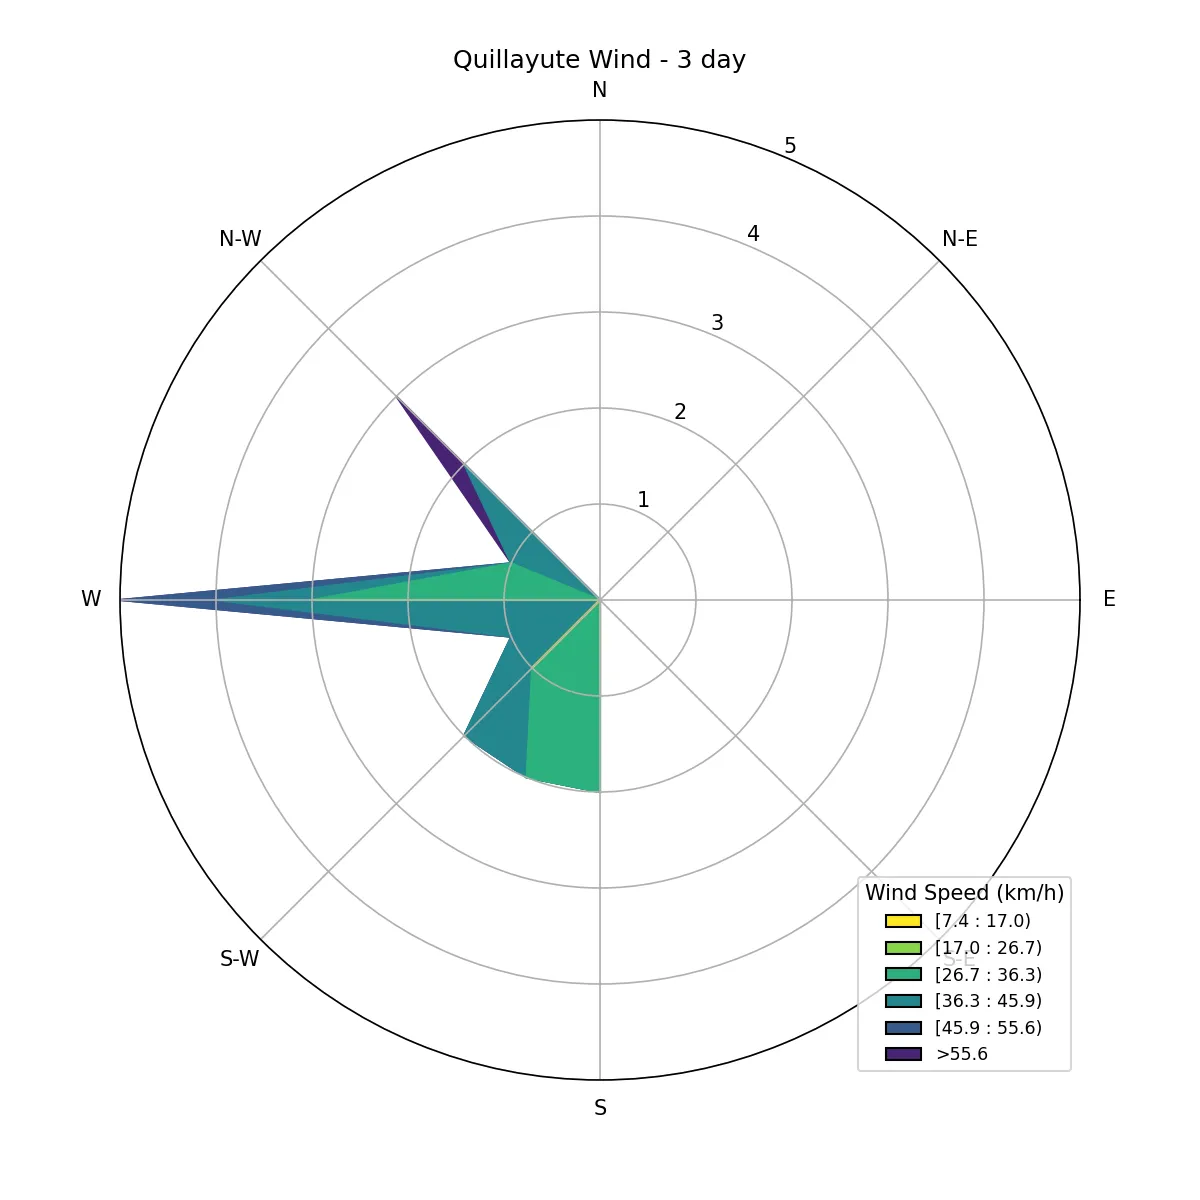 Quillayute Wind - 3 day
N
5
N-W
N-E
4
3
2
1
W
E
S-W
S-E
S
Wind Speed (km/h)
[7.4 : 17.0)
[17.0 : 26.7)
[26.7 : 36.3)
[36.3 : 45.9)
[45.9 : 55.6)
>55.6